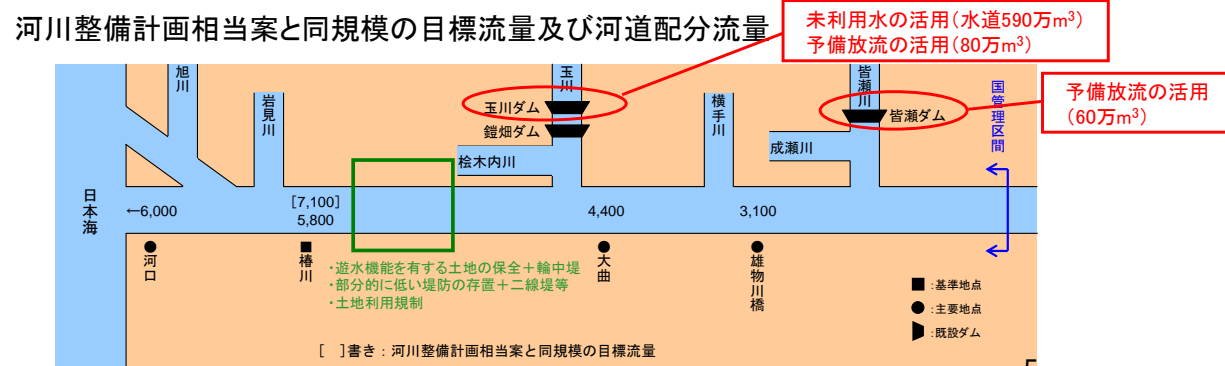 河川整備計画相当案と同規模の目標流量及び河道配分流量
未利用水の活用(水道590万m³)
予備放流の活用(80万m³)
予備放流の活用
(60万m³)
旭川
岩見川
玉川
玉川ダム
鎧畑ダム
桧木内川
横手川
皆瀬川
皆瀬ダム
成瀬川
国管理区間
日本海
←6,000
[7,100]
5,800
4,400
3,100
河口
椿川
大曲
雄物川橋
・遊水機能を有する土地の保全＋輪中堤
・部分的に低い堤防の存置＋二線堤等
・土地利用規制
■:基準地点
●:主要地点
:既設ダム
[　]書き：河川整備計画相当案と同規模の目標流量